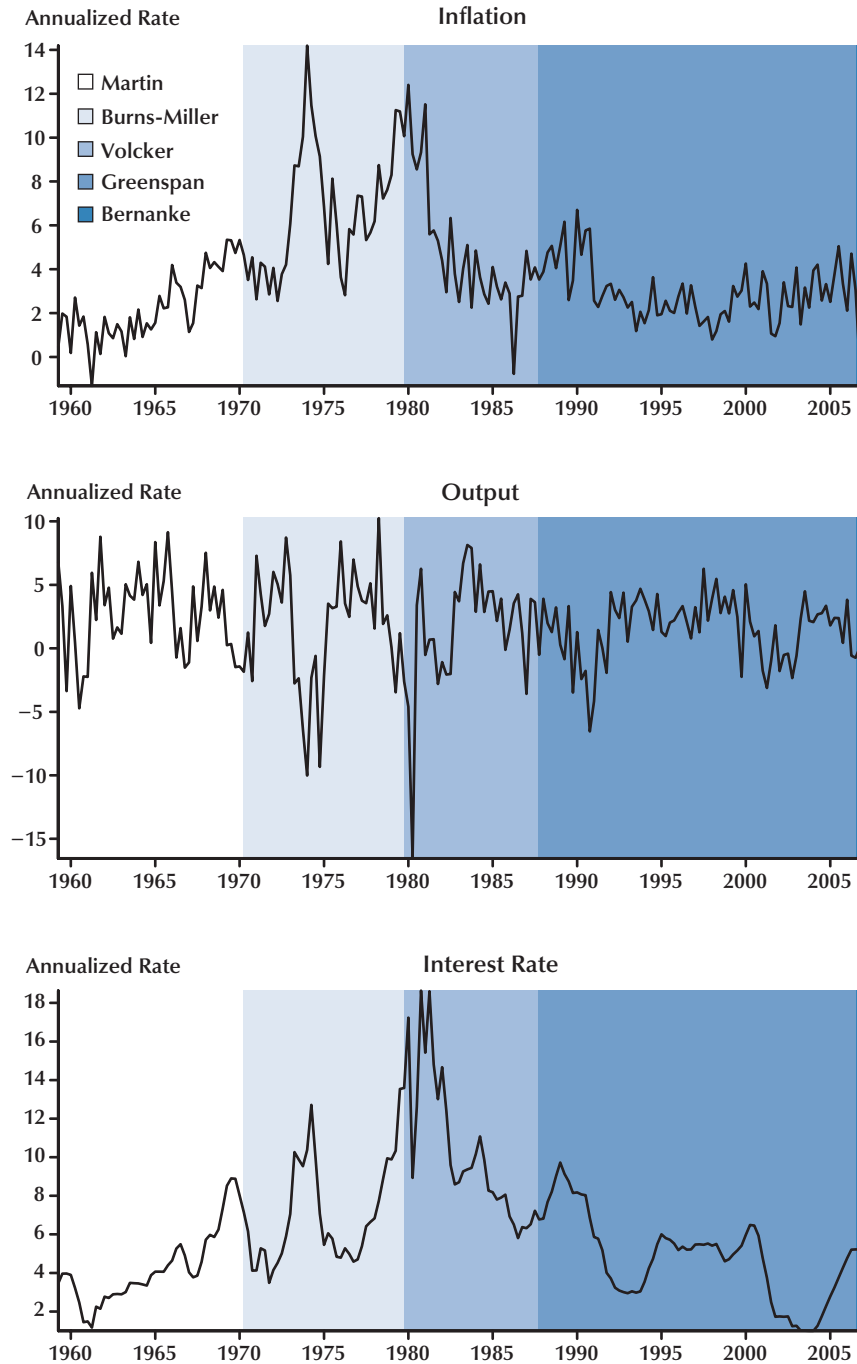 Inflation
Annualized Rate
14
12
10
8
6
4
2
0
Martin
Burns-Miller
Volcker
Greenspan
Bernanke
1960 1965 1970 1975 1980 1985 1990 1995 2000 2005
Output
Annualized Rate
10
5
0
−5
−10
−15
1960 1965 1970 1975 1980 1985 1990 1995 2000 2005
Interest Rate
Annualized Rate
18
16
14
12
10
8
6
4
2
1960 1965 1970 1975 1980 1985 1990 1995 2000 2005